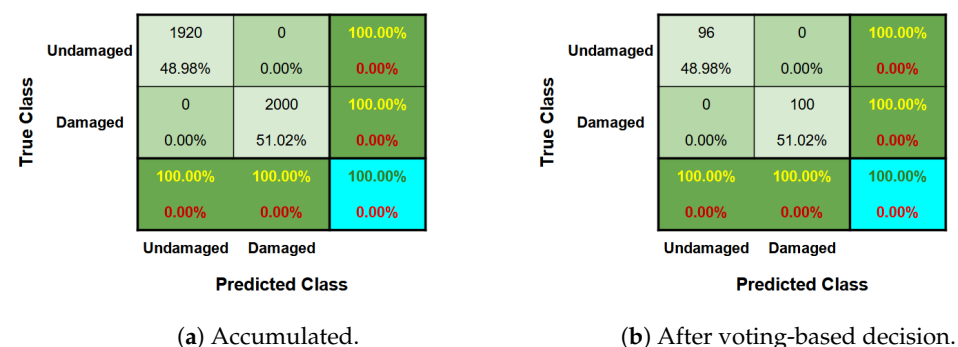 1920 0 100.00%
Undamaged
48.98% 0.00% 0.00%
0 2000 100.00%
Damaged
0.00% 51.02% 0.00%
100.00% 100.00% 100.00%
0.00% 0.00% 0.00%
True Class
Undamaged Damaged
Predicted Class
(a) Accumulated.
96 0 100.00%
Undamaged
48.98% 0.00% 0.00%
0 100 100.00%
Damaged
0.00% 51.02% 0.00%
100.00% 100.00% 100.00%
0.00% 0.00% 0.00%
True Class
Undamaged Damaged
Predicted Class
(b) After voting-based decision.